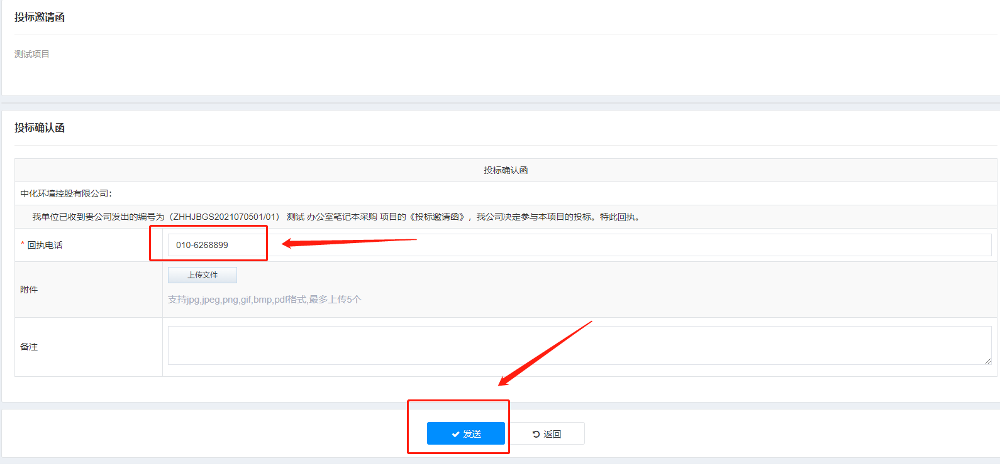 投标邀请函
测试项目
投标确认函
投标确认函
中化环境控股有限公司：
我单位已收到贵公司发出的编号为（ZHHJBGS2021070501/01） 测试 办公室笔记本采购 项目的《投标邀请函》，我公司决定参与本项目的投标。特此回执。
* 回执电话
010-6268899
附件
上传文件
支持jpg,jpeg,png,gif,bmp,pdf格式,最多上传5个
备注
发送
返回